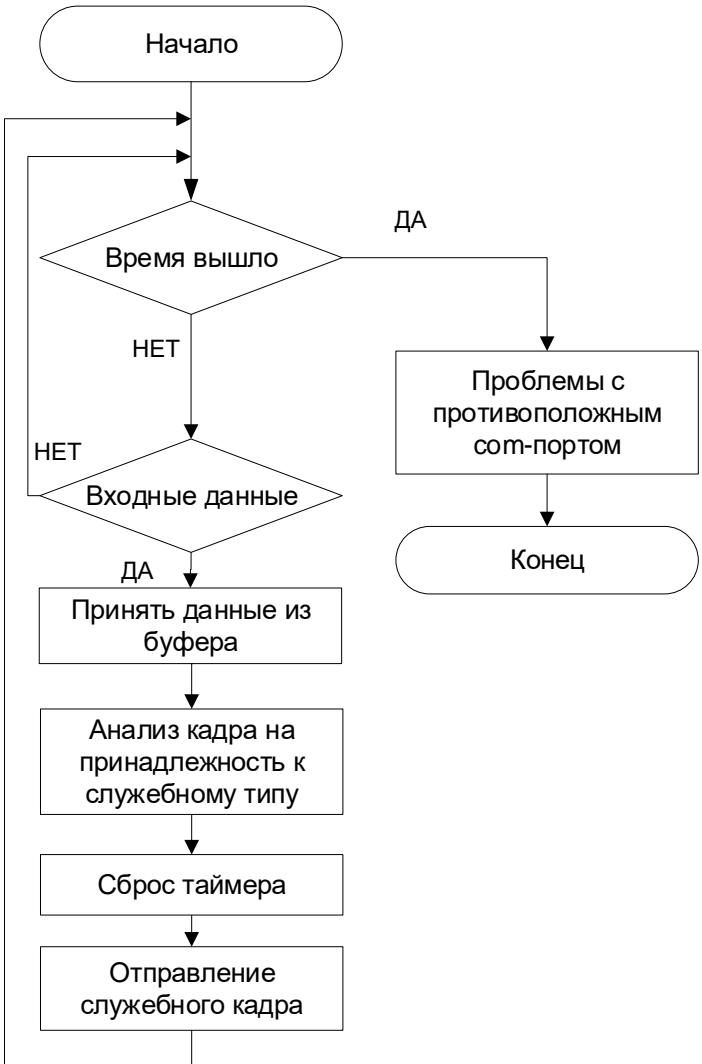 Начало
Время вышло
ДА
НЕТ
Проблемы с
противоположным
com-портом
НЕТ
Входные данные
Конец
ДА
Принять данные из
буфера
Анализ кадра на
принадлежность к
служебному типу
Сброс таймера
Отправление
служебного кадра